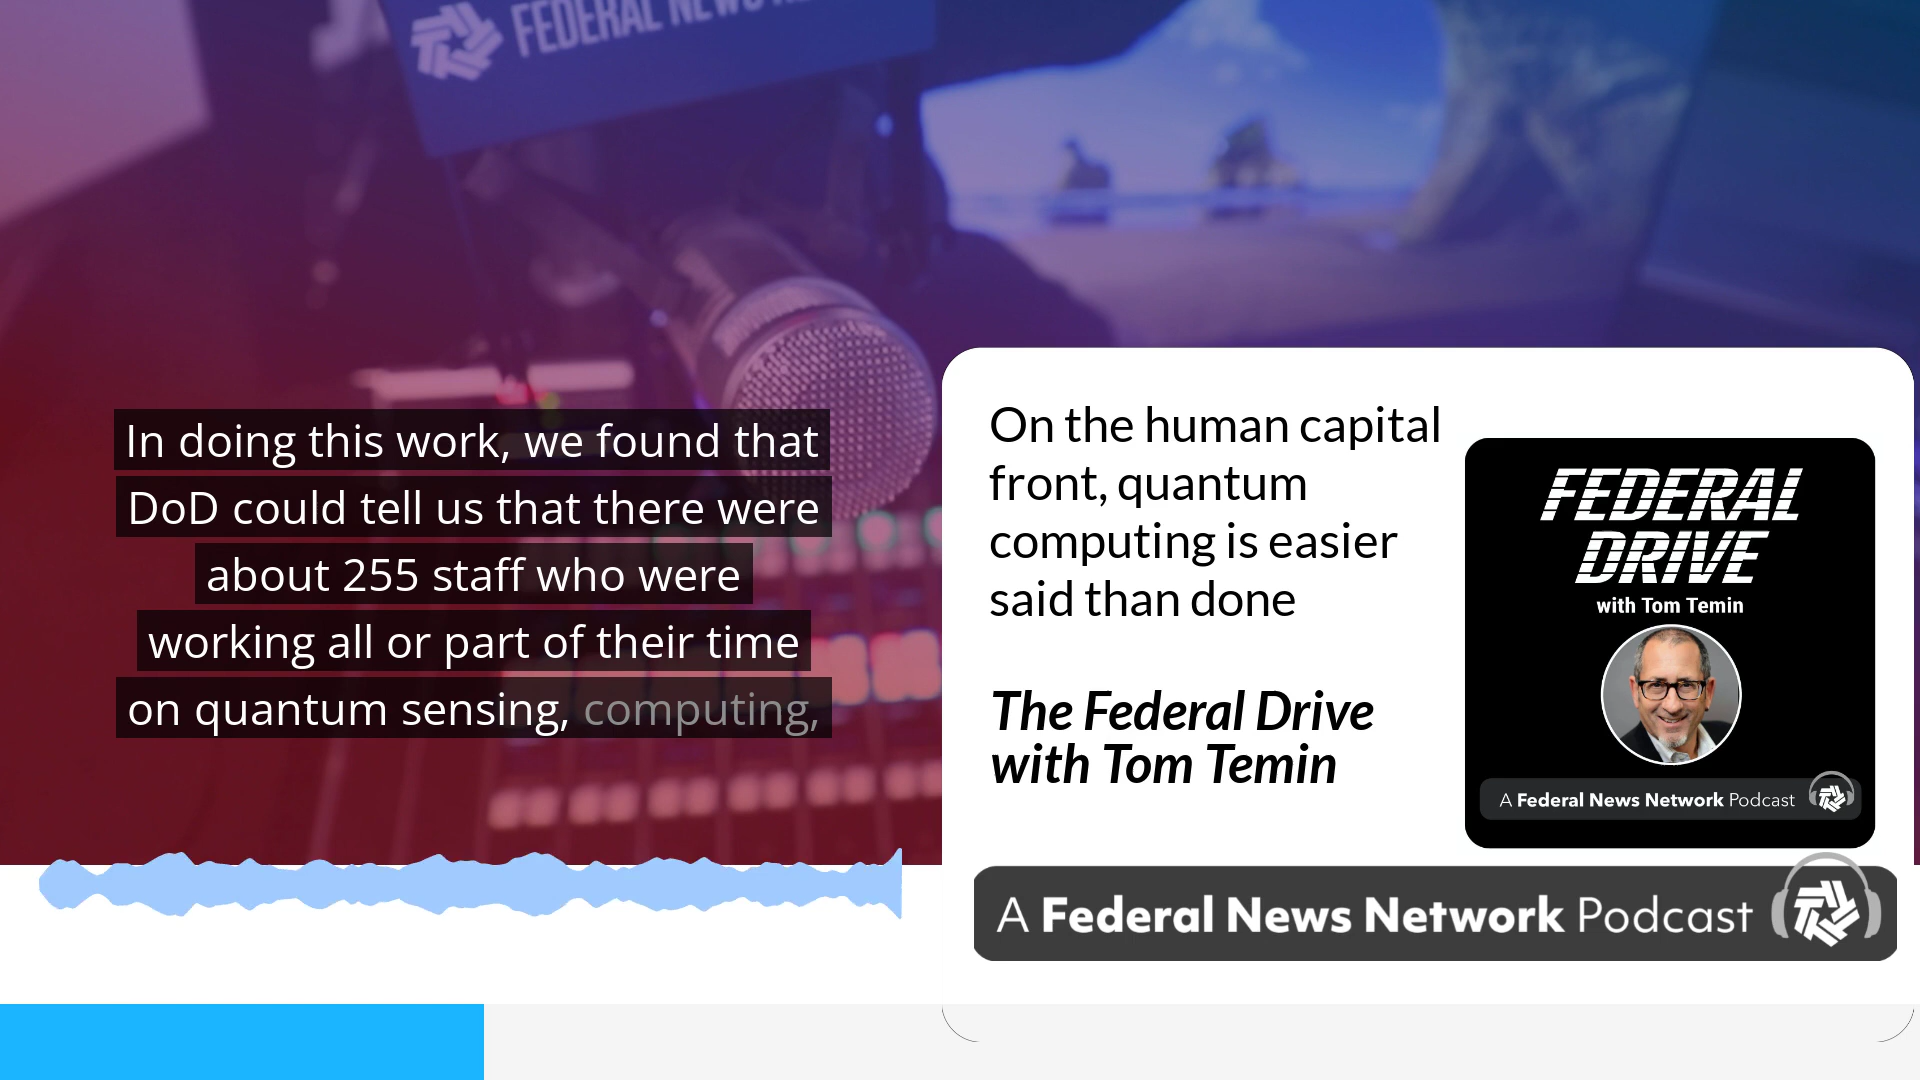 FEDERAL NEWS
In doing this work, we found that
DoD could tell us that there were
about 255 staff who were
working all or part of their time
on quantum sensing, computing,
On the human capital
front, quantum
computing is easier
said than done
The Federal Drive
with Tom Temin
FEDERAL
DRIVE
with Tom Temin
A Federal News Network Podcast
A Federal News Network Podcast